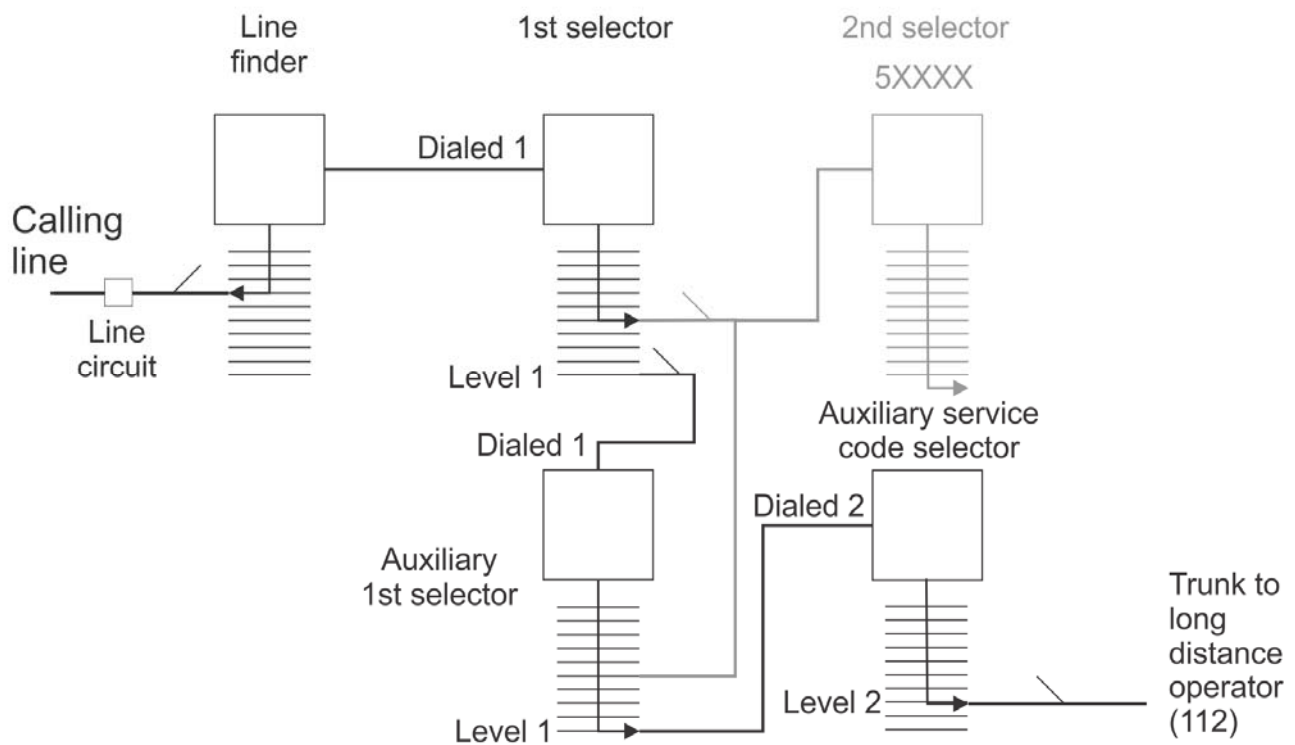 Line
finder
1st selector
2nd selector
5XXXX
Dialed 1
Calling
line
Line
circuit
Level 1
Dialed 1
Auxiliary service
code selector
Dialed 2
Auxiliary
1st selector
Trunk to
long
distance
operator
(112)
Level 2
Level 1